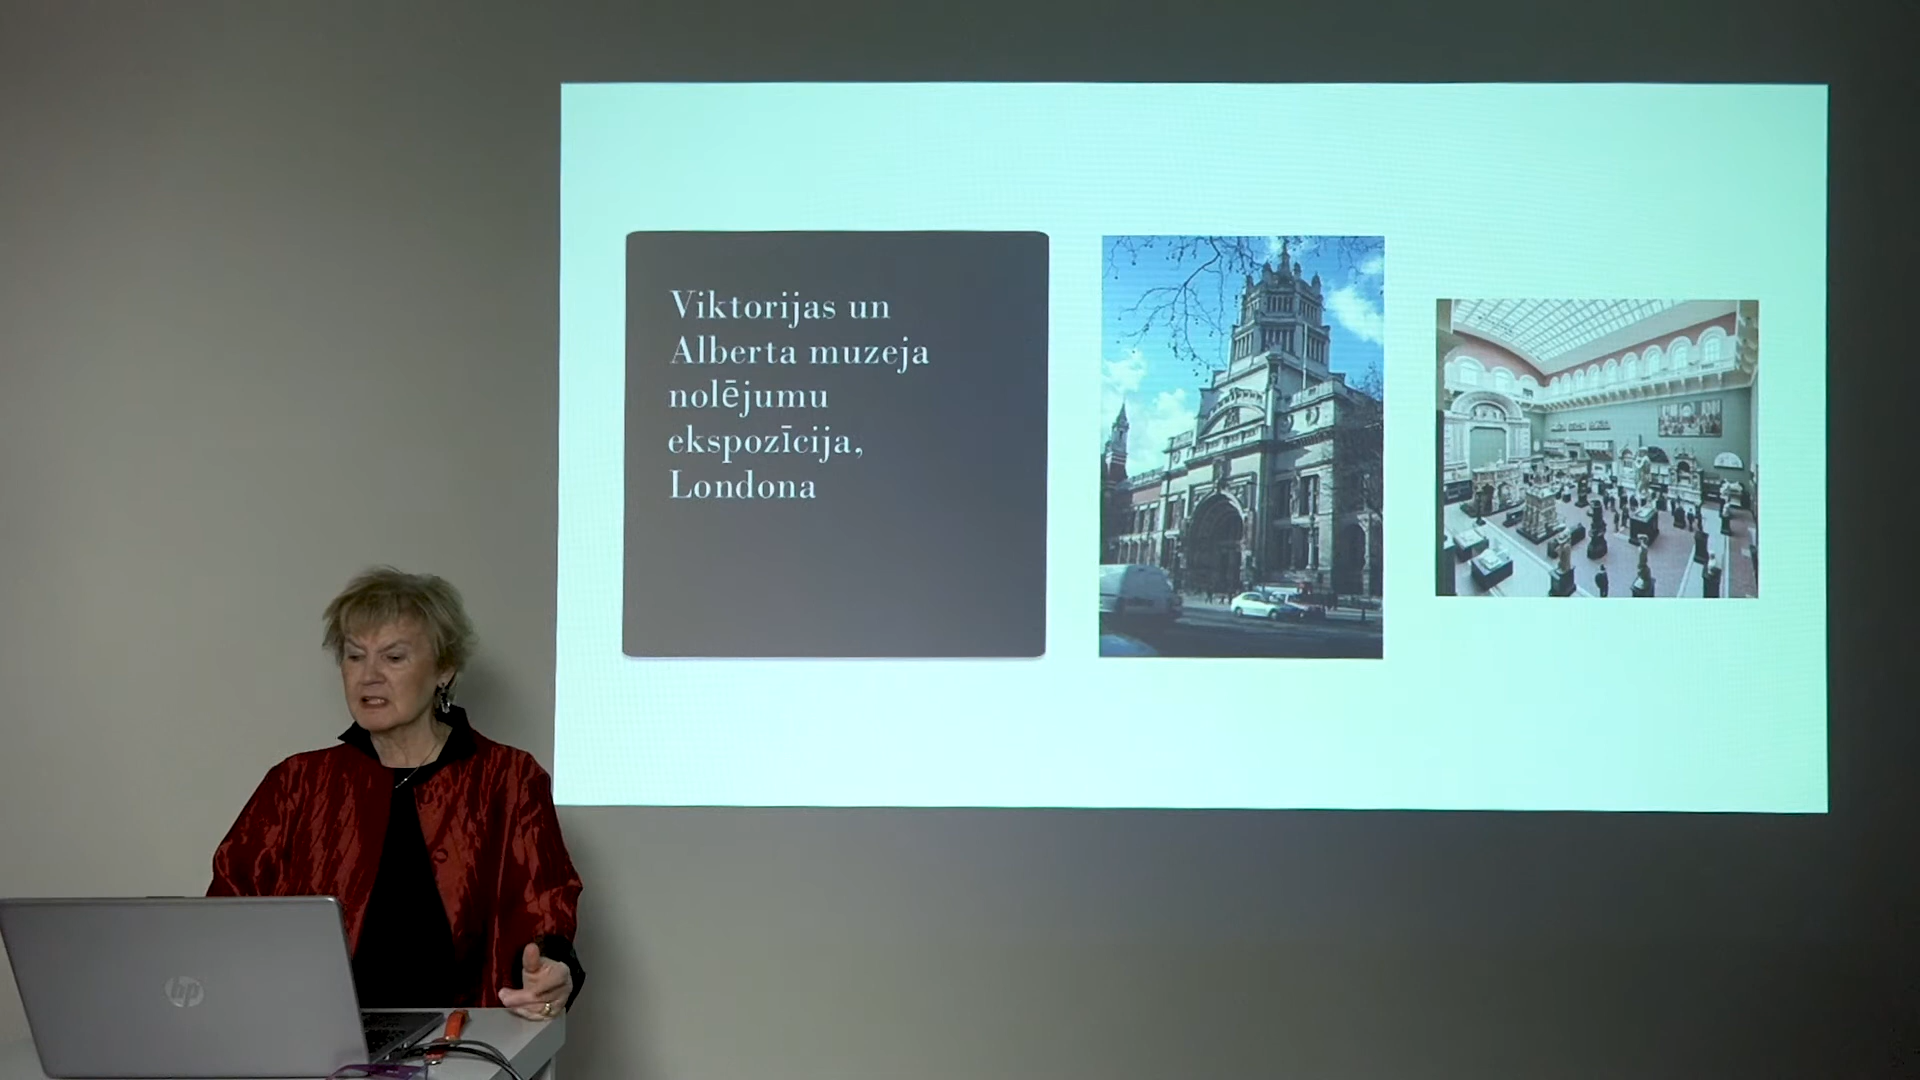 Viktorijas un
Alberta muzeja
nolējumu
ekspozīcija,
Londona
hp